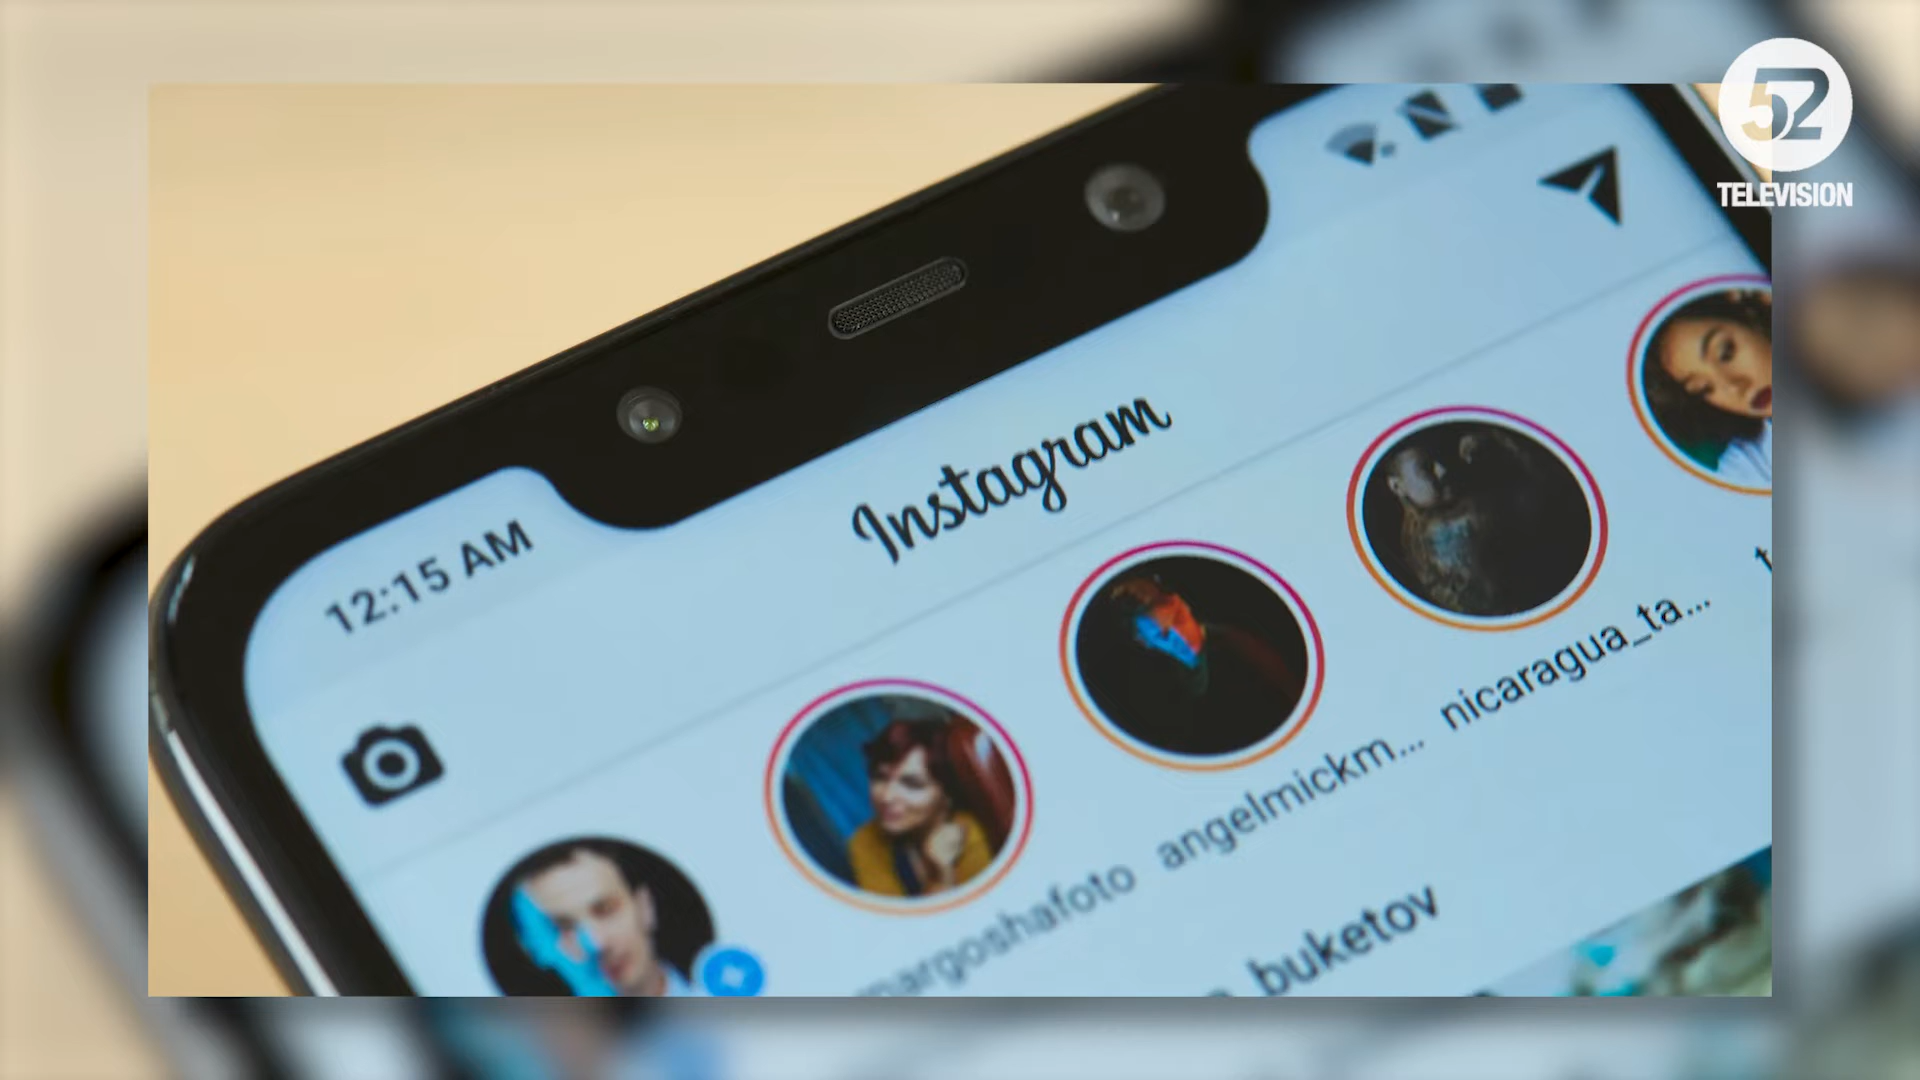 52
TELEVISION
12:15 AM
Instagram
margoshafoto
angelmickm...
nicaragua_ta...
buketov